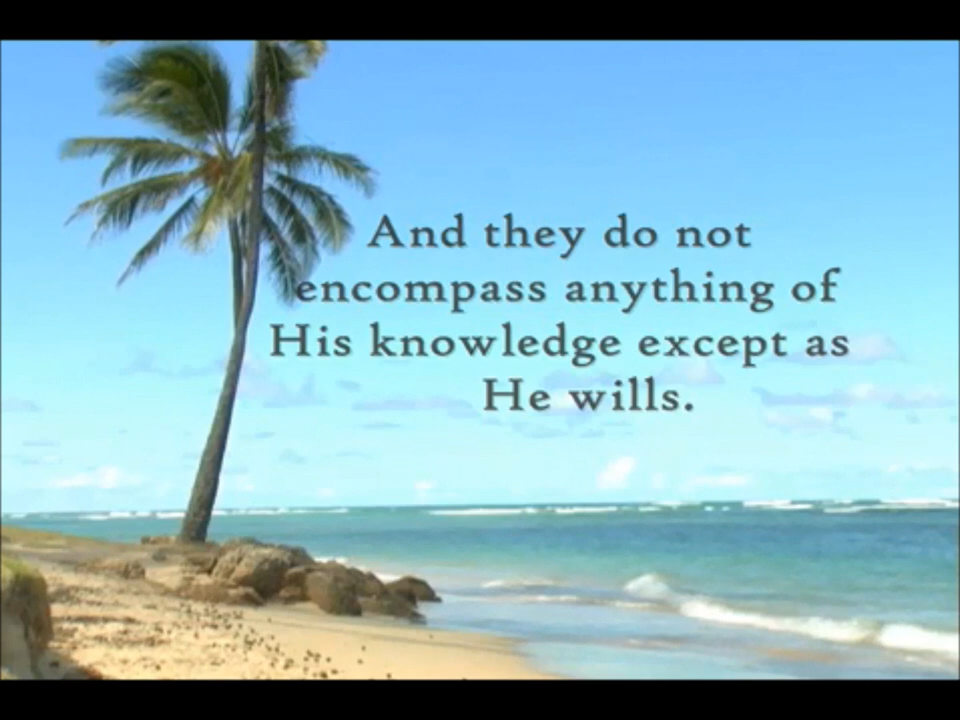 And they do not
encompass anything of
His knowledge except as
He wills.